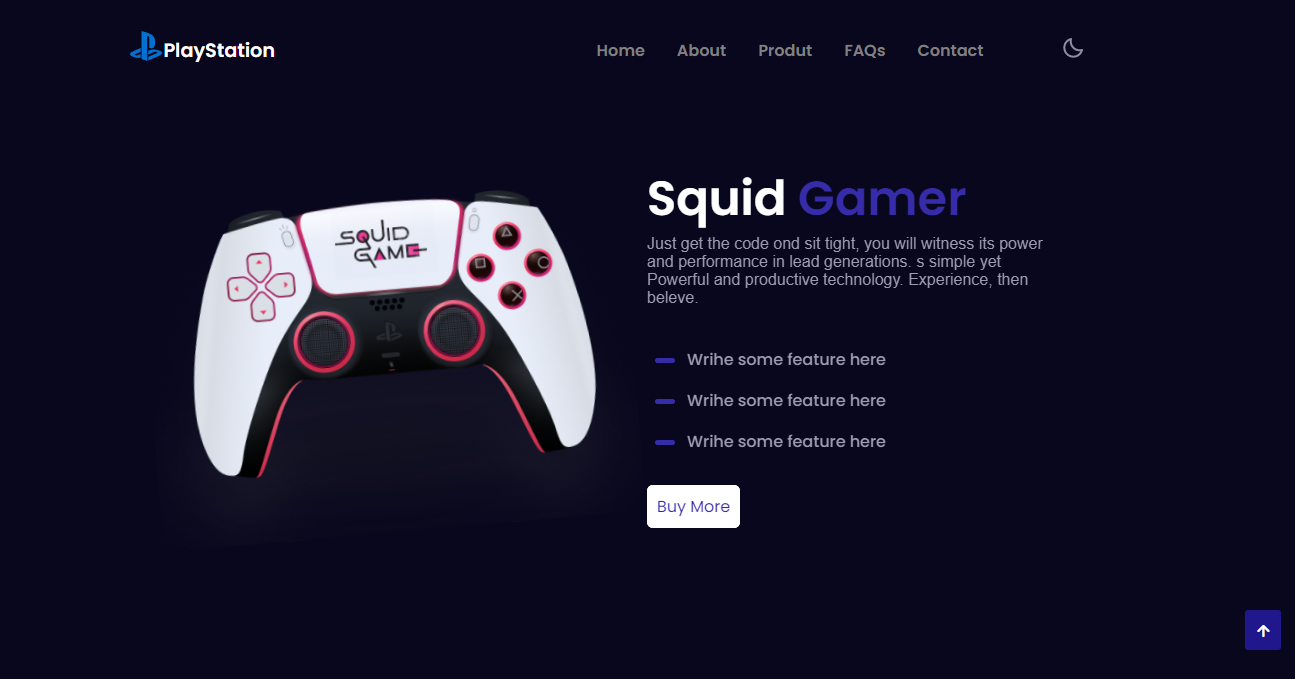 PlayStation
Home About Produt FAQs Contact
Squid Gamer
SQUID
GAME
Just get the code ond sit tight, you will witness its power
and performance in lead generations. s simple yet
Powerful and productive technology. Experience, then
beleve.
Wrihe some feature here
Wrihe some feature here
Wrihe some feature here
Buy More